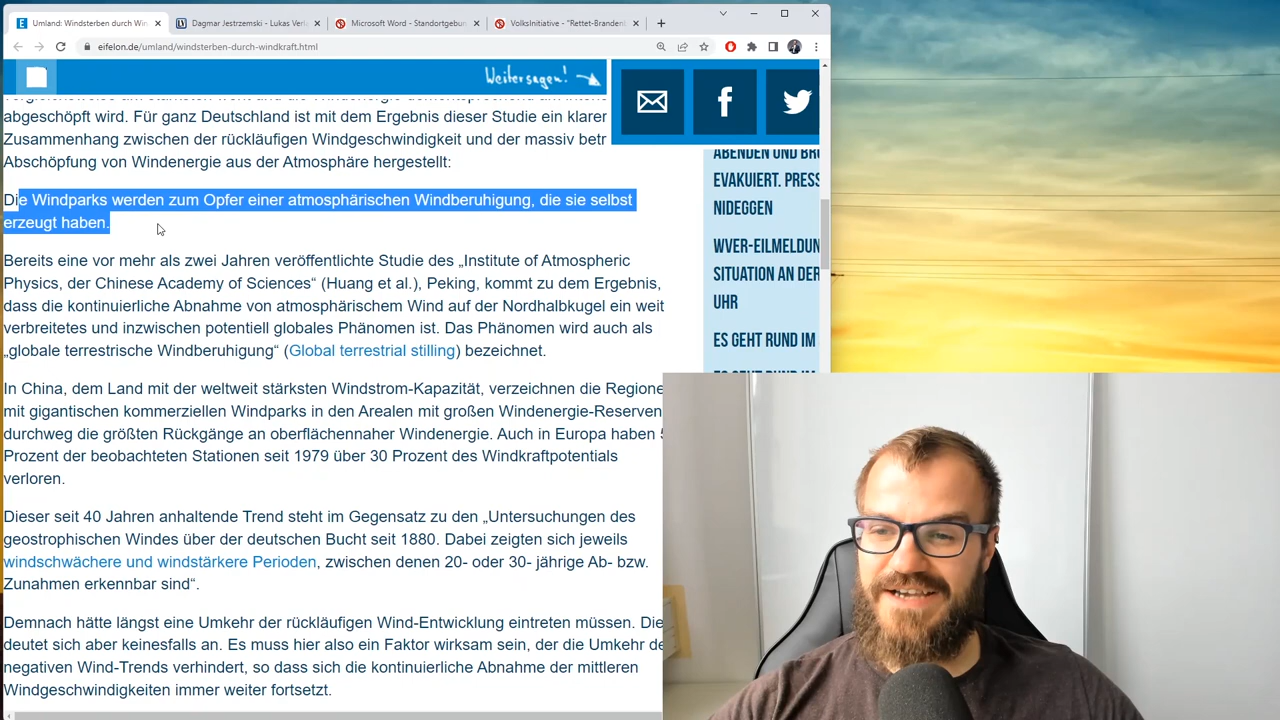 Umland: Windsterben durch Win
Dagmar Jestrzemski - Lukas Verl
Microsoft Word - Standortgebun
VolksInitiative - "Rettet-Brandenb
eifelon.de/umland/windsterben-durch-windkraft.html
Weitersagen!
abgeschöpft wird. Für ganz Deutschland ist mit dem Ergebnis dieser Studie ein klarer
Zusammenhang zwischen der rückläufigen Windgeschwindigkeit und der massiv betr
Abschöpfung von Windenergie aus der Atmosphäre hergestellt:
Die Windparks werden zum Opfer einer atmosphärischen Windberuhigung, die sie selbst
erzeugt haben.
Bereits eine vor mehr als zwei Jahren veröffentlichte Studie des „Institute of Atmospheric
Physics, der Chinese Academy of Sciences“ (Huang et al.), Peking, kommt zu dem Ergebnis,
dass die kontinuierliche Abnahme von atmosphärischem Wind auf der Nordhalbkugel ein weit
verbreitetes und inzwischen potentiell globales Phänomen ist. Das Phänomen wird auch als
„globale terrestrische Windberuhigung“ (Global terrestrial stilling) bezeichnet.
In China, dem Land mit der weltweit stärksten Windstrom-Kapazität, verzeichnen die Regione
mit gigantischen kommerziellen Windparks in den Arealen mit großen Windenergie-Reserven
durchweg die größten Rückgänge an oberflächennaher Windenergie. Auch in Europa haben
Prozent der beobachteten Stationen seit 1979 über 30 Prozent des Windkraftpotentials
verloren.
Dieser seit 40 Jahren anhaltende Trend steht im Gegensatz zu den „Untersuchungen des
geostrophischen Windes über der deutschen Bucht seit 1880. Dabei zeigten sich jeweils
windschwächere und windstärkere Perioden, zwischen denen 20- oder 30- jährige Ab- bzw.
Zunahmen erkennbar sind“.
Demnach hätte längst eine Umkehr der rückläufigen Wind-Entwicklung eintreten müssen. Die
deutet sich aber keinesfalls an. Es muss hier also ein Faktor wirksam sein, der die Umkehr de
negativen Wind-Trends verhindert, so dass sich die kontinuierliche Abnahme der mittleren
Windgeschwindigkeiten immer weiter fortsetzt.
ABENDEN UND BRU
EVAKUIERT. PRESS
NIDEGGEN
WVER-EILMELDUN
SITUATION AN DER
UHR
ES GEHT RUND IM